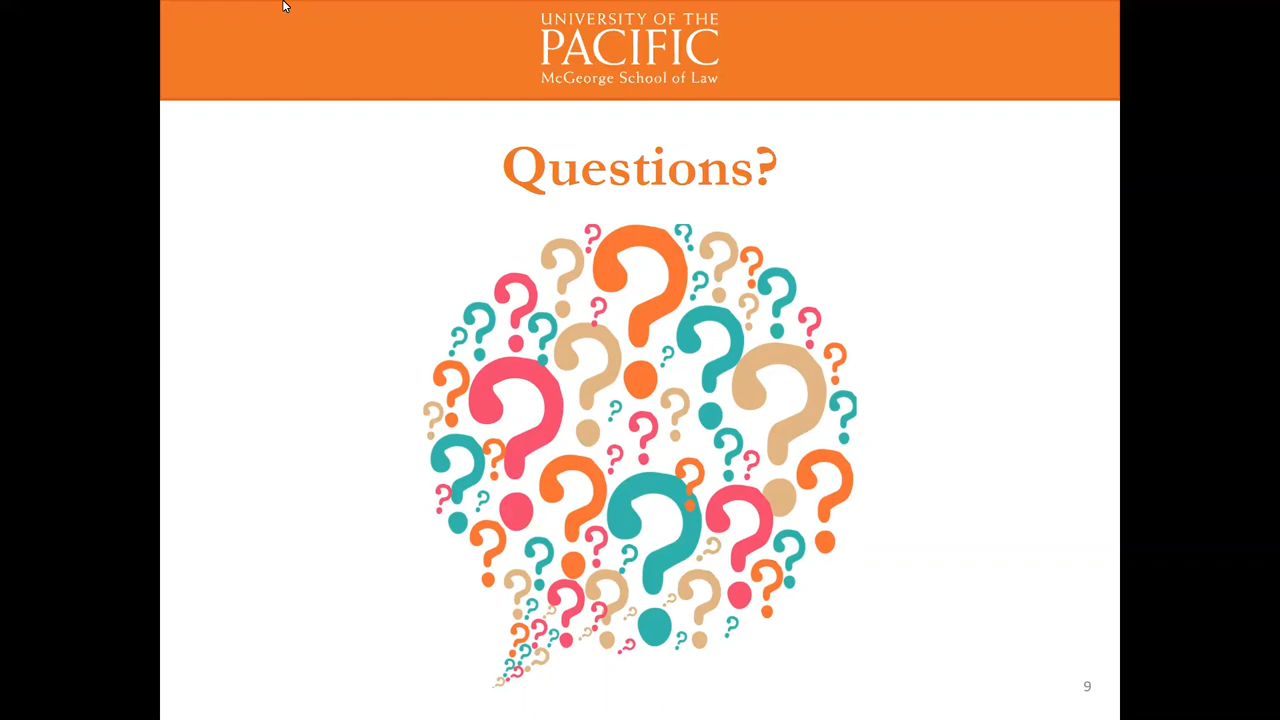 UNIVERSITY OF THE
PACIFIC
McGeorge School of Law
Questions?
9